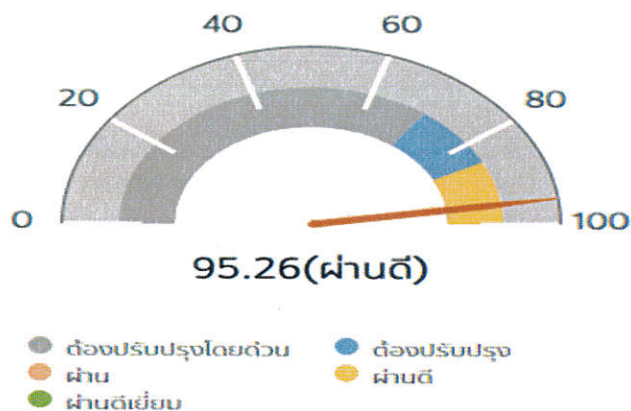 40 60
20 80
0 100
95.26(ผ่านดี)
ต้องปรับปรุงโดยด่วน ต้องปรับปรุง
ผ่าน ผ่านดี
ผ่านดีเยี่ยม